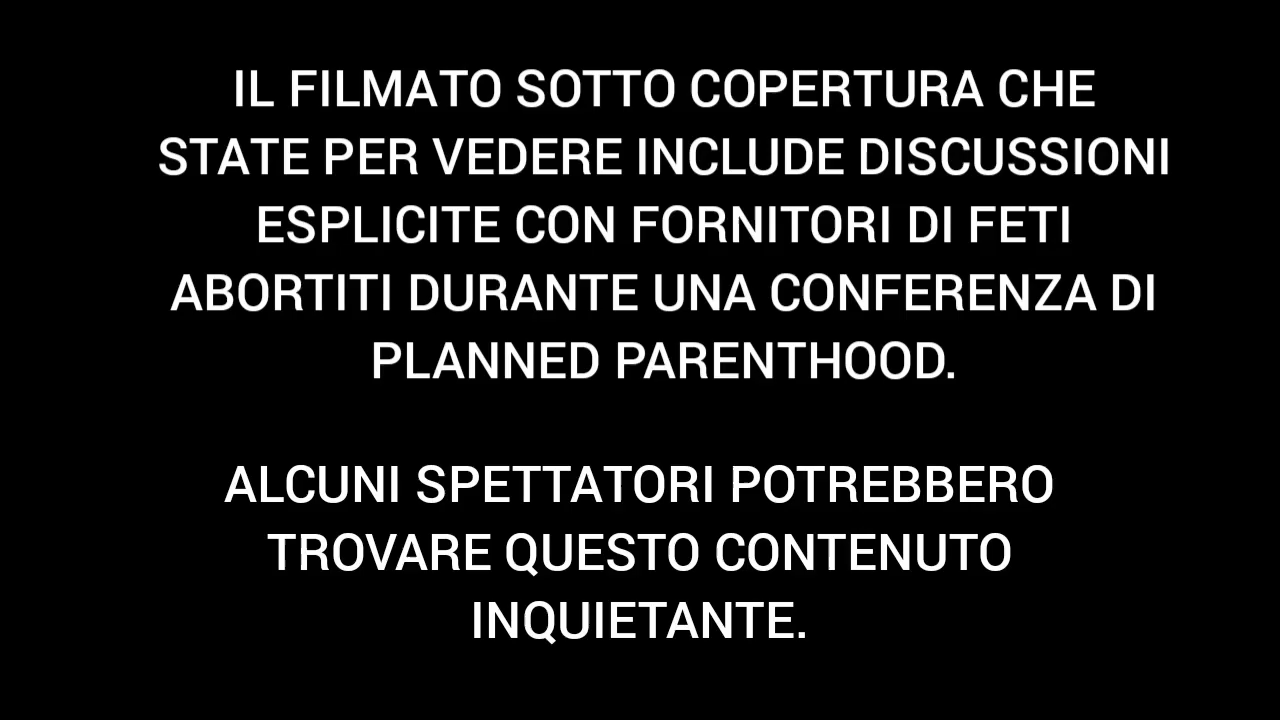 IL FILMATO SOTTO COPERTURA CHE
STATE PER VEDERE INCLUDE DISCUSSIONI
ESPLICITE CON FORNITORI DI FETI
ABORTITI DURANTE UNA CONFERENZA DI
PLANNED PARENTHOOD.
ALCUNI SPETTATORI POTREBBERO
TROVARE QUESTO CONTENUTO
INQUIETANTE.